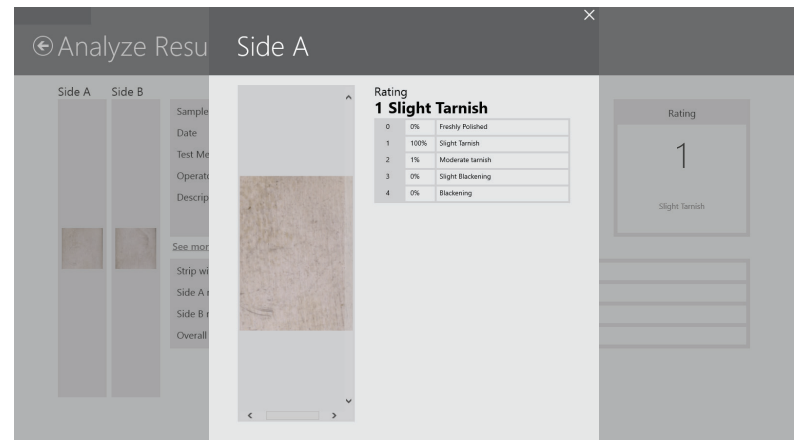 Analyze Resu
Side A
Side A Side B
Sample
Date
Test Me
Operato
Descrip
See mor
Strip wi
Side A r
Side B r
Overall
Rating
1 Slight Tarnish
0 0% Freshly Polished
1 100% Slight Tarnish
2 1% Moderate tarnish
3 0% Slight Blackening
4 0% Blackening
Rating
1
Slight Tarnish